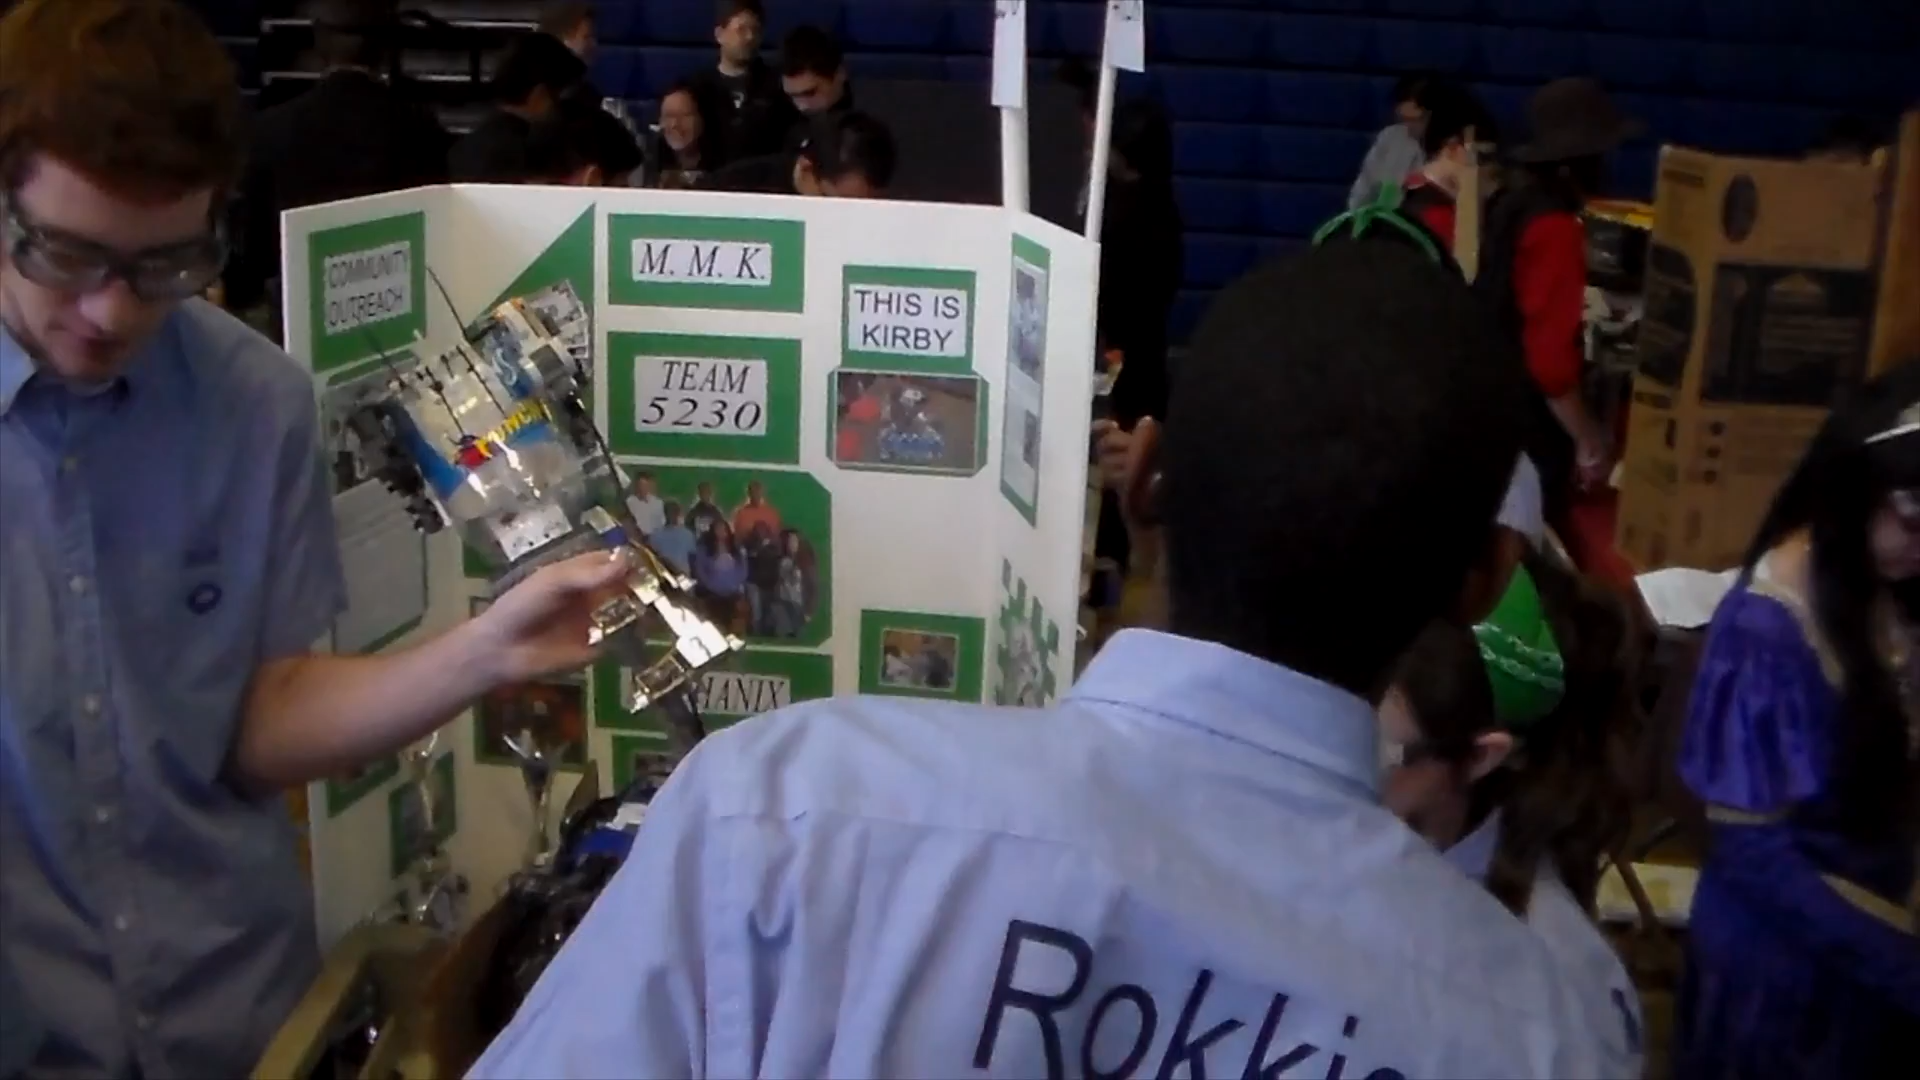 COMMUNITY
OUTREACH
M. M. K.
TEAM
5230
THIS IS
KIRBY
HANIX
Rokki